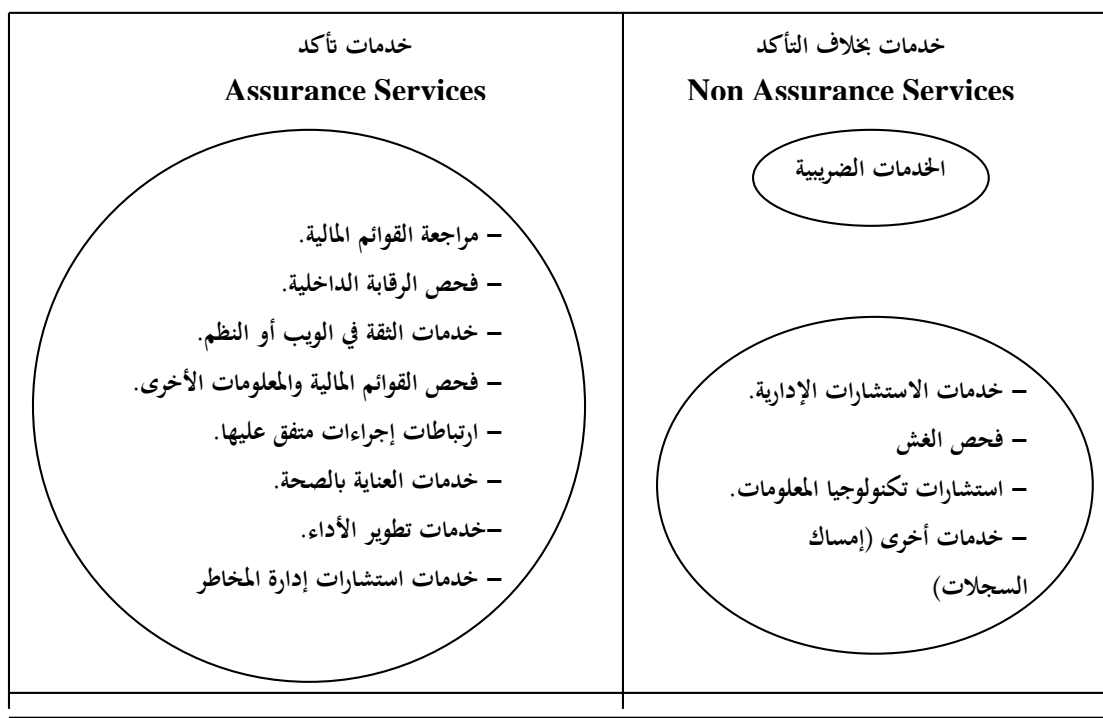 خدمات بخلاف التأكد
Non Assurance Services
الخدمات الضريبية
– خدمات الاستشارات الإدارية.
– فحص الغش
– استشارات تكنولوجيا المعلومات.
– خدمات أخرى (إمساك
السجلات)
خدمات تأكد
Assurance Services
– مراجعة القوائم المالية.
– فحص الرقابة الداخلية.
– خدمات الثقة في الويب أو النظم.
– فحص القوائم المالية والمعلومات الأخرى.
– ارتباطات إجراءات متفق عليها.
– خدمات العناية بالصحة.
–خدمات تطوير الأداء.
– خدمات استشارات إدارة المخاطر